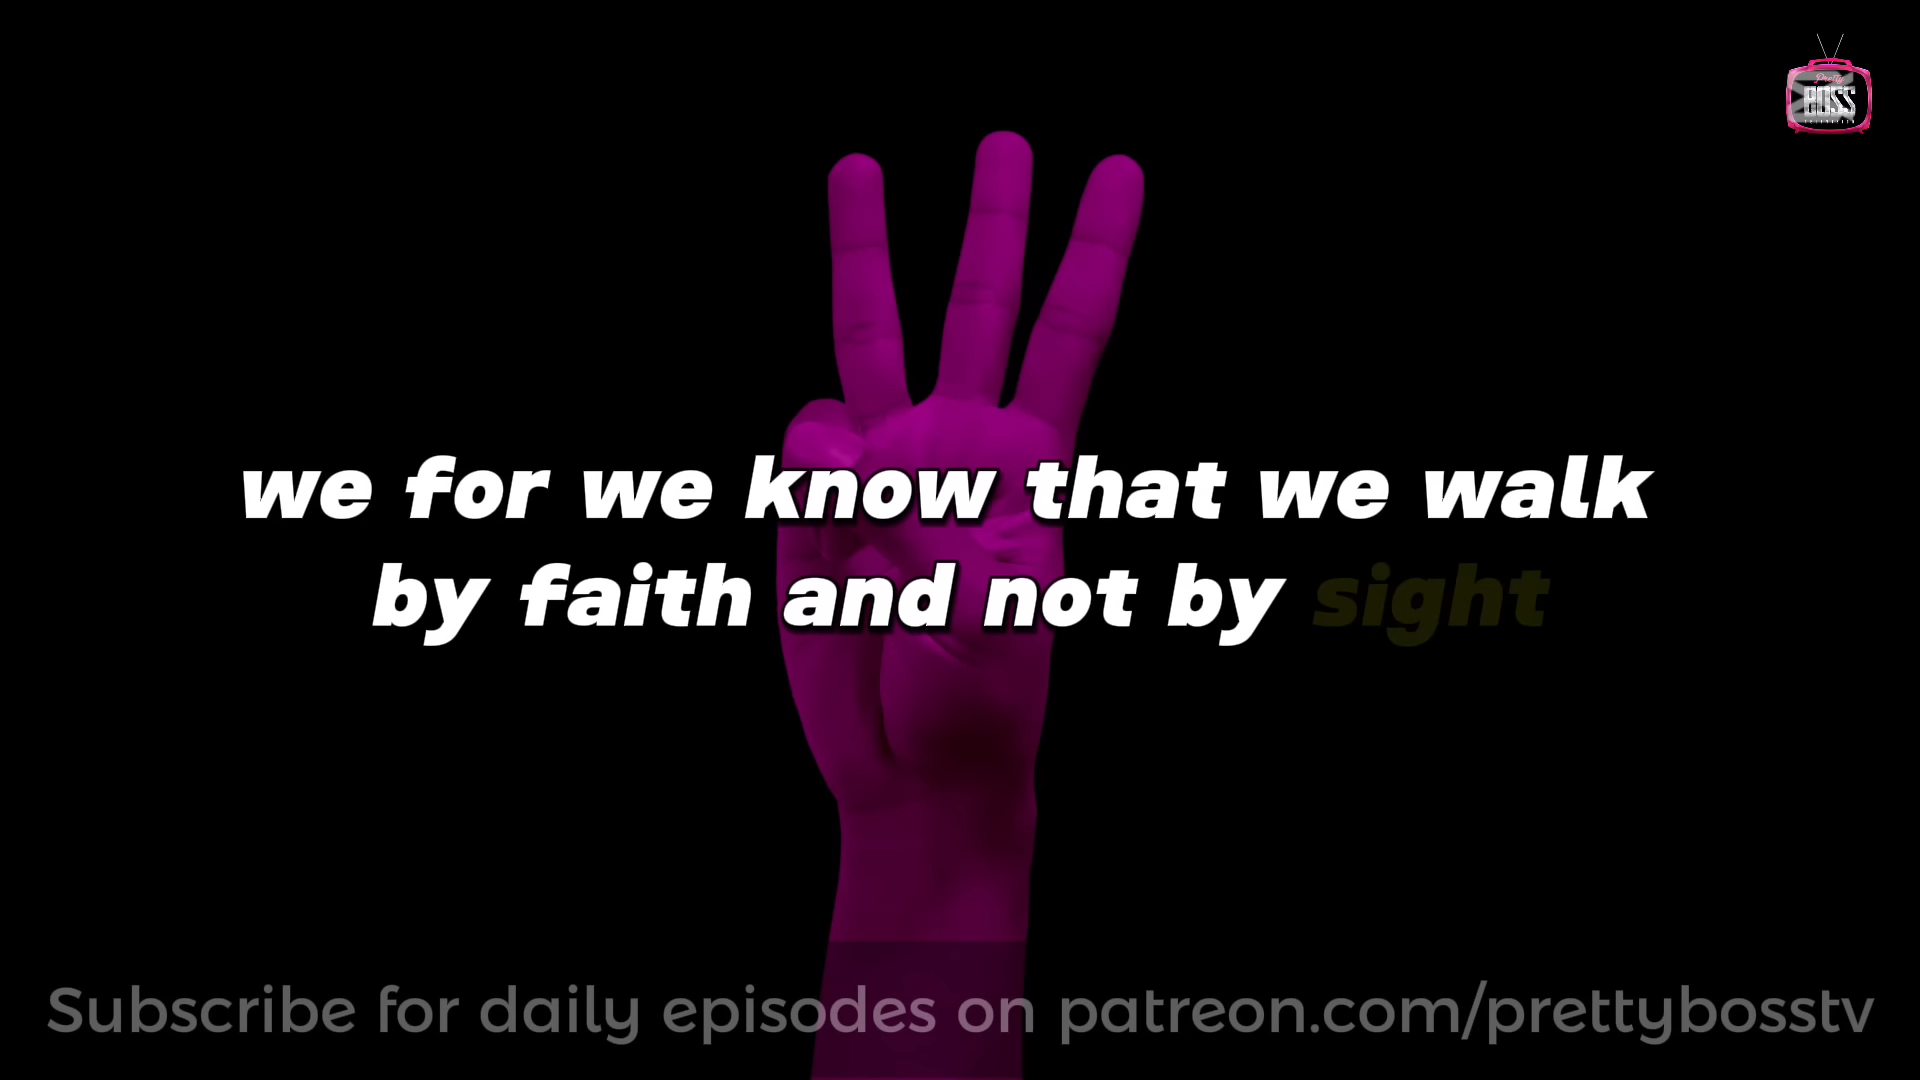 Pretty
BOSS
we for we know that we walk
by faith and not by sight
Subscribe for daily episodes on patreon.com/prettybosstv